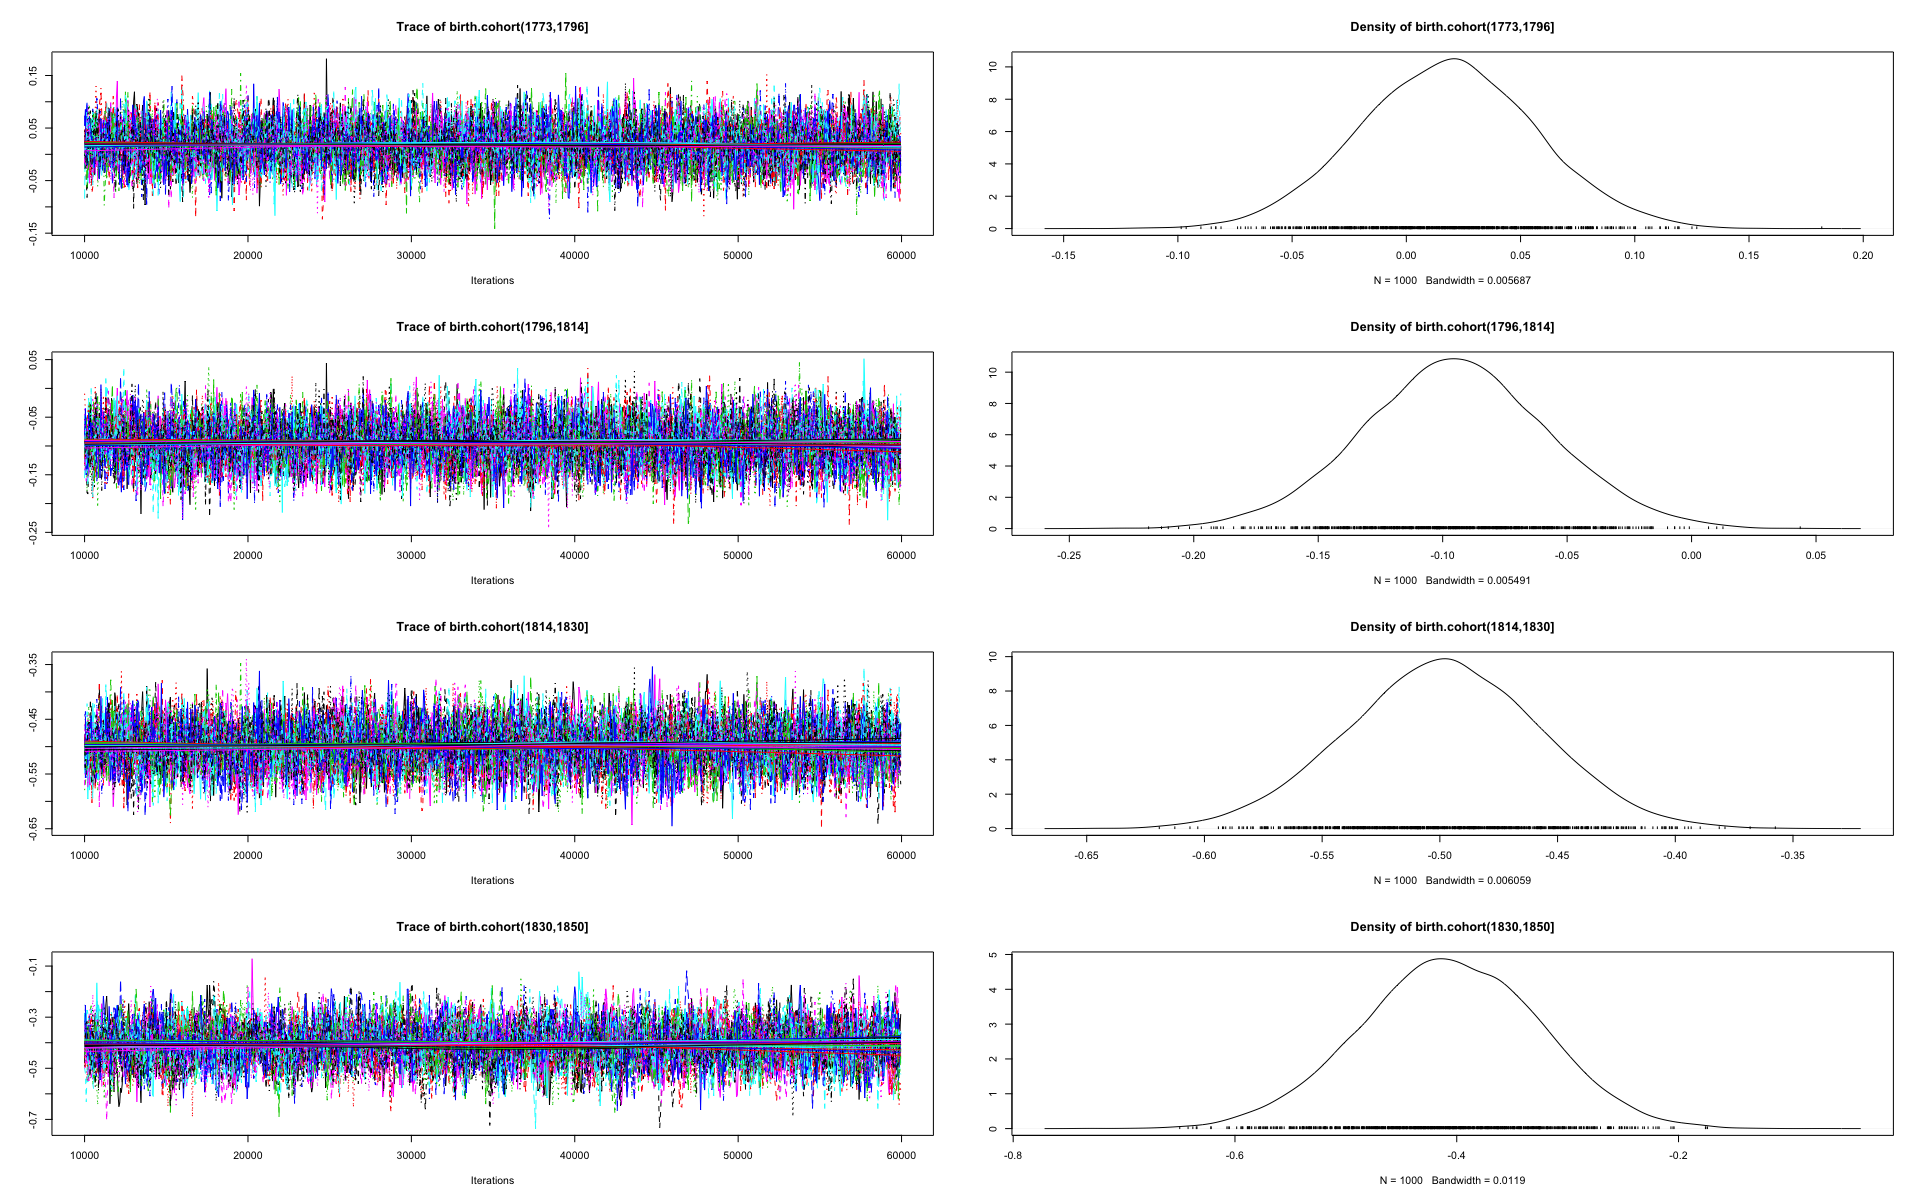 Trace of birth.cohort(1773,1796]
0.15
0.05
-0.05
-0.15
10000 20000 30000 40000 50000 60000
Iterations
Density of birth.cohort(1773,1796]
10
8
6
4
2
0
-0.15 -0.10 -0.05 0.00 0.05 0.10 0.15 0.20
N = 1000 Bandwidth = 0.005687
Trace of birth.cohort(1796,1814]
0.05
-0.05
-0.15
-0.25
10000 20000 30000 40000 50000 60000
Iterations
Density of birth.cohort(1796,1814]
10
8
6
4
2
0
-0.25 -0.20 -0.15 -0.10 -0.05 0.00 0.05
N = 1000 Bandwidth = 0.005491
Trace of birth.cohort(1814,1830]
-0.35
-0.45
-0.55
-0.65
10000 20000 30000 40000 50000 60000
Iterations
Density of birth.cohort(1814,1830]
10
8
6
4
2
0
-0.65 -0.60 -0.55 -0.50 -0.45 -0.40 -0.35
N = 1000 Bandwidth = 0.006059
Trace of birth.cohort(1830,1850]
-0.1
-0.3
-0.5
-0.7
10000 20000 30000 40000 50000 60000
Iterations
Density of birth.cohort(1830,1850]
5
4
3
2
1
0
-0.8 -0.6 -0.4 -0.2
N = 1000 Bandwidth = 0.0119